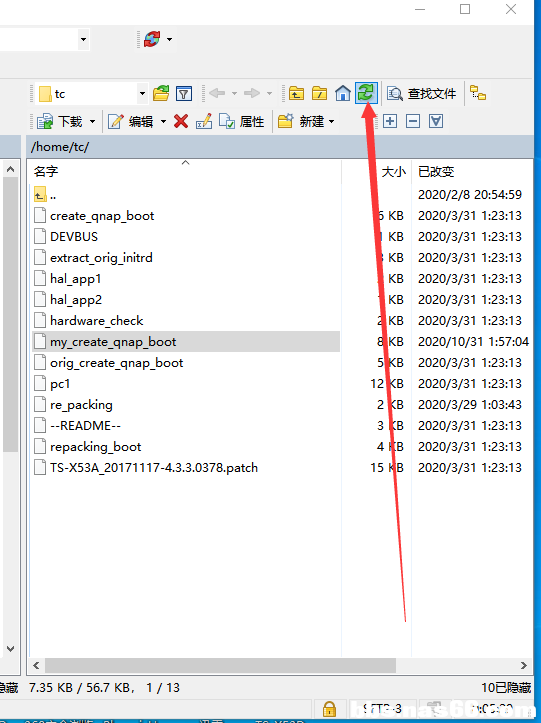 tc
查找文件
下载 编辑 属性 新建
/home/tc/
名字 大小 已改变
.. 2020/2/8 20:54:59
create_qnap_boot 6 KB 2020/3/31 1:23:13
DEVBUS KB 2020/3/31 1:23:13
extract_orig_initrd KB 2020/3/31 1:23:13
hal_app1 KB 2020/3/31 1:23:13
hal_app2 KB 2020/3/31 1:23:13
hardware_check 2 KB 2020/3/31 1:23:13
my_create_qnap_boot 8 KB 2020/10/31 1:57:04
orig_create_qnap_boot 5 KB 2020/3/31 1:23:13
pc1 12 KB 2020/3/31 1:23:13
re_packing 2 KB 2020/3/29 1:03:43
--README-- 3 KB 2020/3/31 1:23:13
repacking_boot 4 KB 2020/3/31 1:23:13
TS-X53A_20171117-4.3.3.0378.patch 15 KB 2020/3/31 1:23:13
隐藏 7.35 KB / 56.7 KB, 1 / 13 10已隐藏
SFTP-3